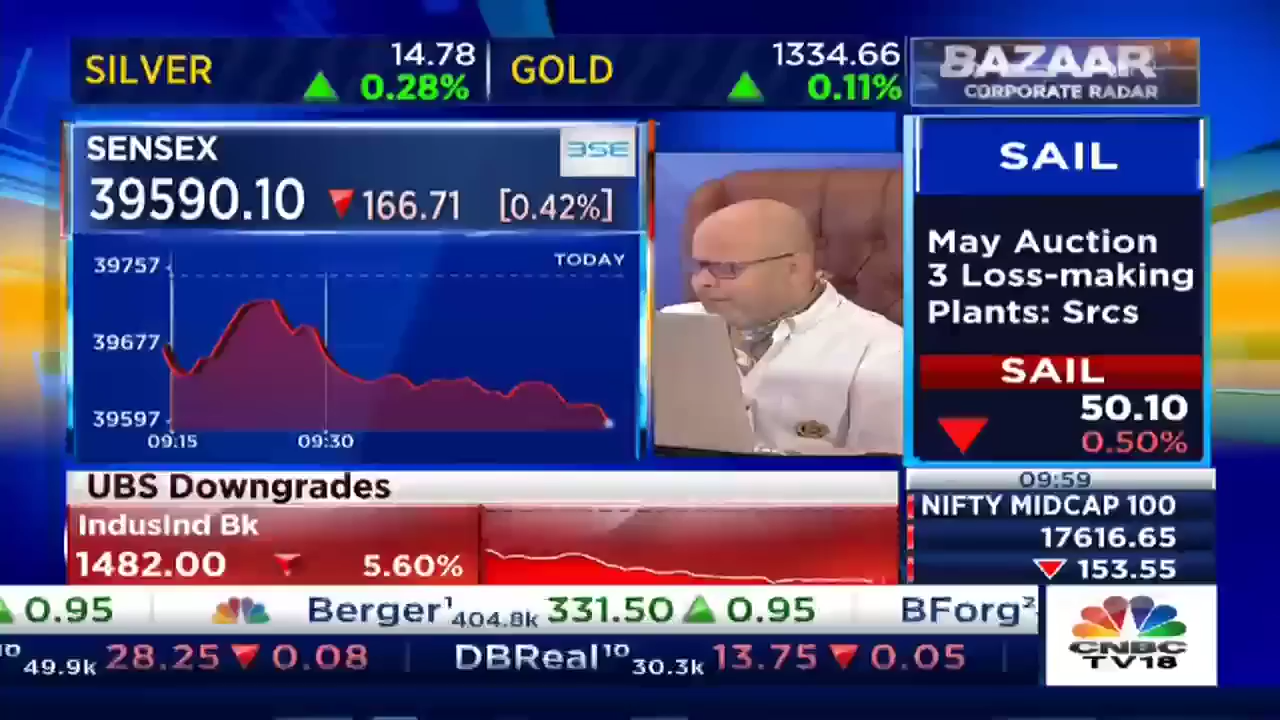 SILVER 14.78 ▲ 0.28%
GOLD 1334.66 ▲ 0.11%
BAZAAR
CORPORATE RADAR
SENSEX
BSE
39590.10 ▼ 166.71 [0.42%]
TODAY
39757
39677
39597
09:15 09:30
SAIL
May Auction
3 Loss-making
Plants: Srcs
SAIL
50.10
▼ 0.50%
UBS Downgrades
IndusInd Bk
1482.00 ▼ 5.60%
09:59
NIFTY MIDCAP 100
17616.65
▼ 153.55
▲ 0.95 Berger¹ 404.8k 331.50 ▲ 0.95 BForg²
¹⁰ 49.9k 28.25 ▼ 0.08 DBReal¹⁰ 30.3k 13.75 ▼ 0.05
CNBC
TV18